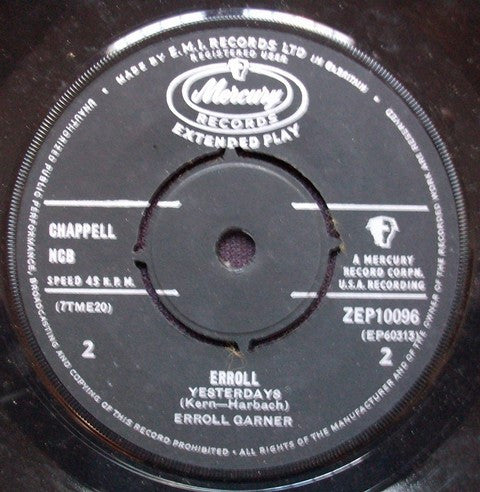 MADE BY E.M.I. RECORDS LTD IN GT. BRITAIN • ALL RIGHTS OF THE MANUFACTURER AND OF THE OWNER OF THE RECORDED WORK ARE RESERVED
UNAUTHORISED PUBLIC PERFORMANCE, BROADCASTING AND COPYING OF THIS RECORD PROHIBITED •
REGISTERED USER
Mercury
RECORDS
EXTENDED PLAY
CHAPPELL
NCB
SPEED 45 R.P.M.
(7TME20)
2
A MERCURY
RECORD CORPN.
U.S.A. RECORDING
ZEP10096
(EP60313)
2
ERROLL
YESTERDAYS
(Kern—Harbach)
ERROLL GARNER